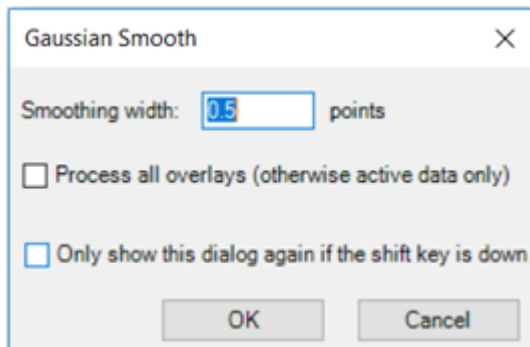 Gaussian Smooth
Smoothing width: 0.5 points
Process all overlays (otherwise active data only)
Only show this dialog again if the shift key is down
OK Cancel